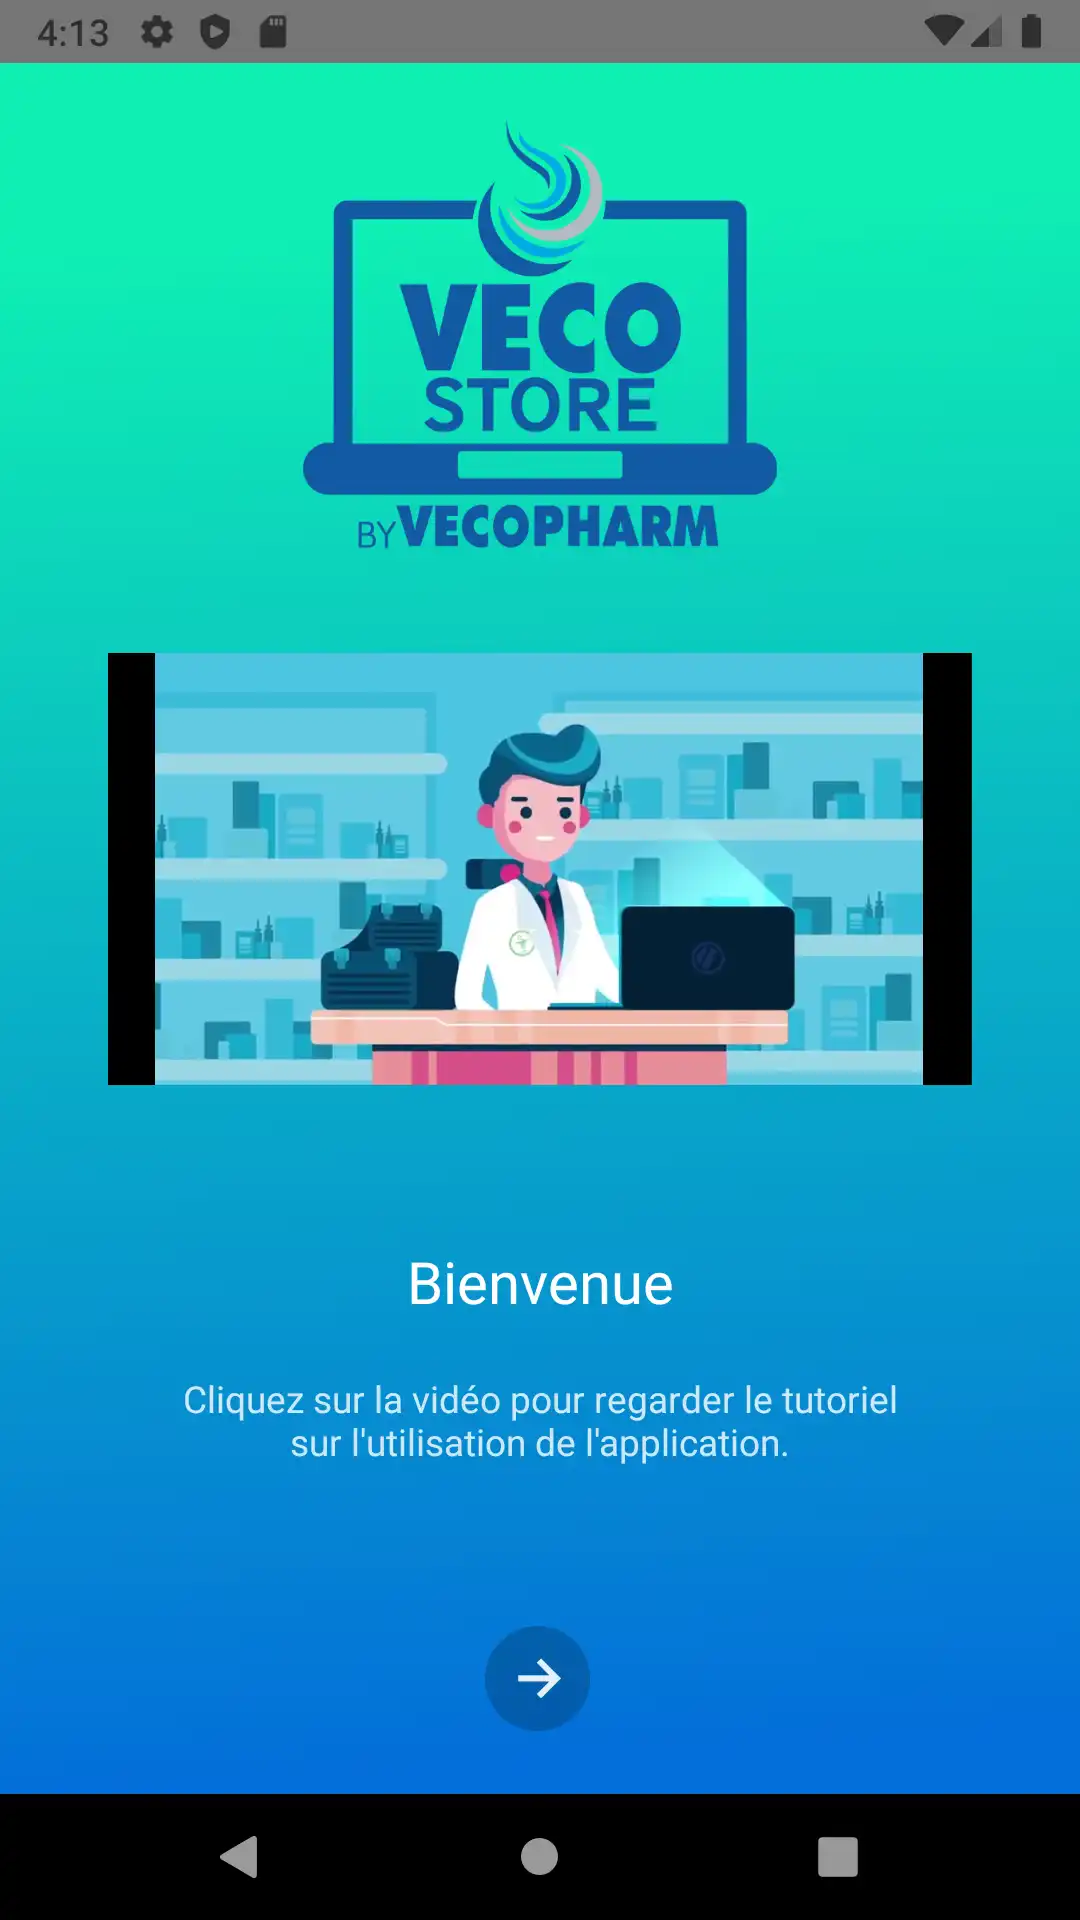 4:13
VECO
STORE
BY VECOPHARM
Bienvenue
Cliquez sur la vidéo pour regarder le tutoriel
sur l'utilisation de l'application.